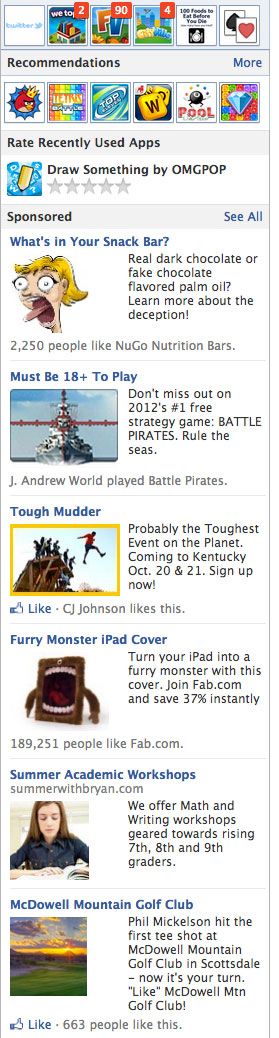 twitter
we to
2
90
4
100 Foods to
Eat Before
You Die
Recommendations More
TETRIS
BATTLE
TOP
W
POOL
Rate Recently Used Apps
Draw Something by OMGPOP
Sponsored See All
What's in Your Snack Bar?
Real dark chocolate or
fake chocolate
flavored palm oil?
Learn more about the
deception!
2,250 people like NuGo Nutrition Bars.
Must Be 18+ To Play
Don't miss out on
2012's #1 free
strategy game: BATTLE
PIRATES. Rule the
seas.
J. Andrew World played Battle Pirates.
Tough Mudder
Probably the Toughest
Event on the Planet.
Coming to Kentucky
Oct. 20 & 21. Sign up
now!
Like · CJ Johnson likes this.
Furry Monster iPad Cover
Turn your iPad into a
furry monster with this
cover. Join Fab.com
and save 37% instantly
189,251 people like Fab.com.
Summer Academic Workshops
summerwithbryan.com
We offer Math and
Writing workshops
geared towards rising
7th, 8th and 9th
graders.
McDowell Mountain Golf Club
Phil Mickelson hit the
first tee shot at
McDowell Mountain
Golf Club in Scottsdale
- now it's your turn.
"Like" McDowell Mtn
Golf Club!
Like · 663 people like this.